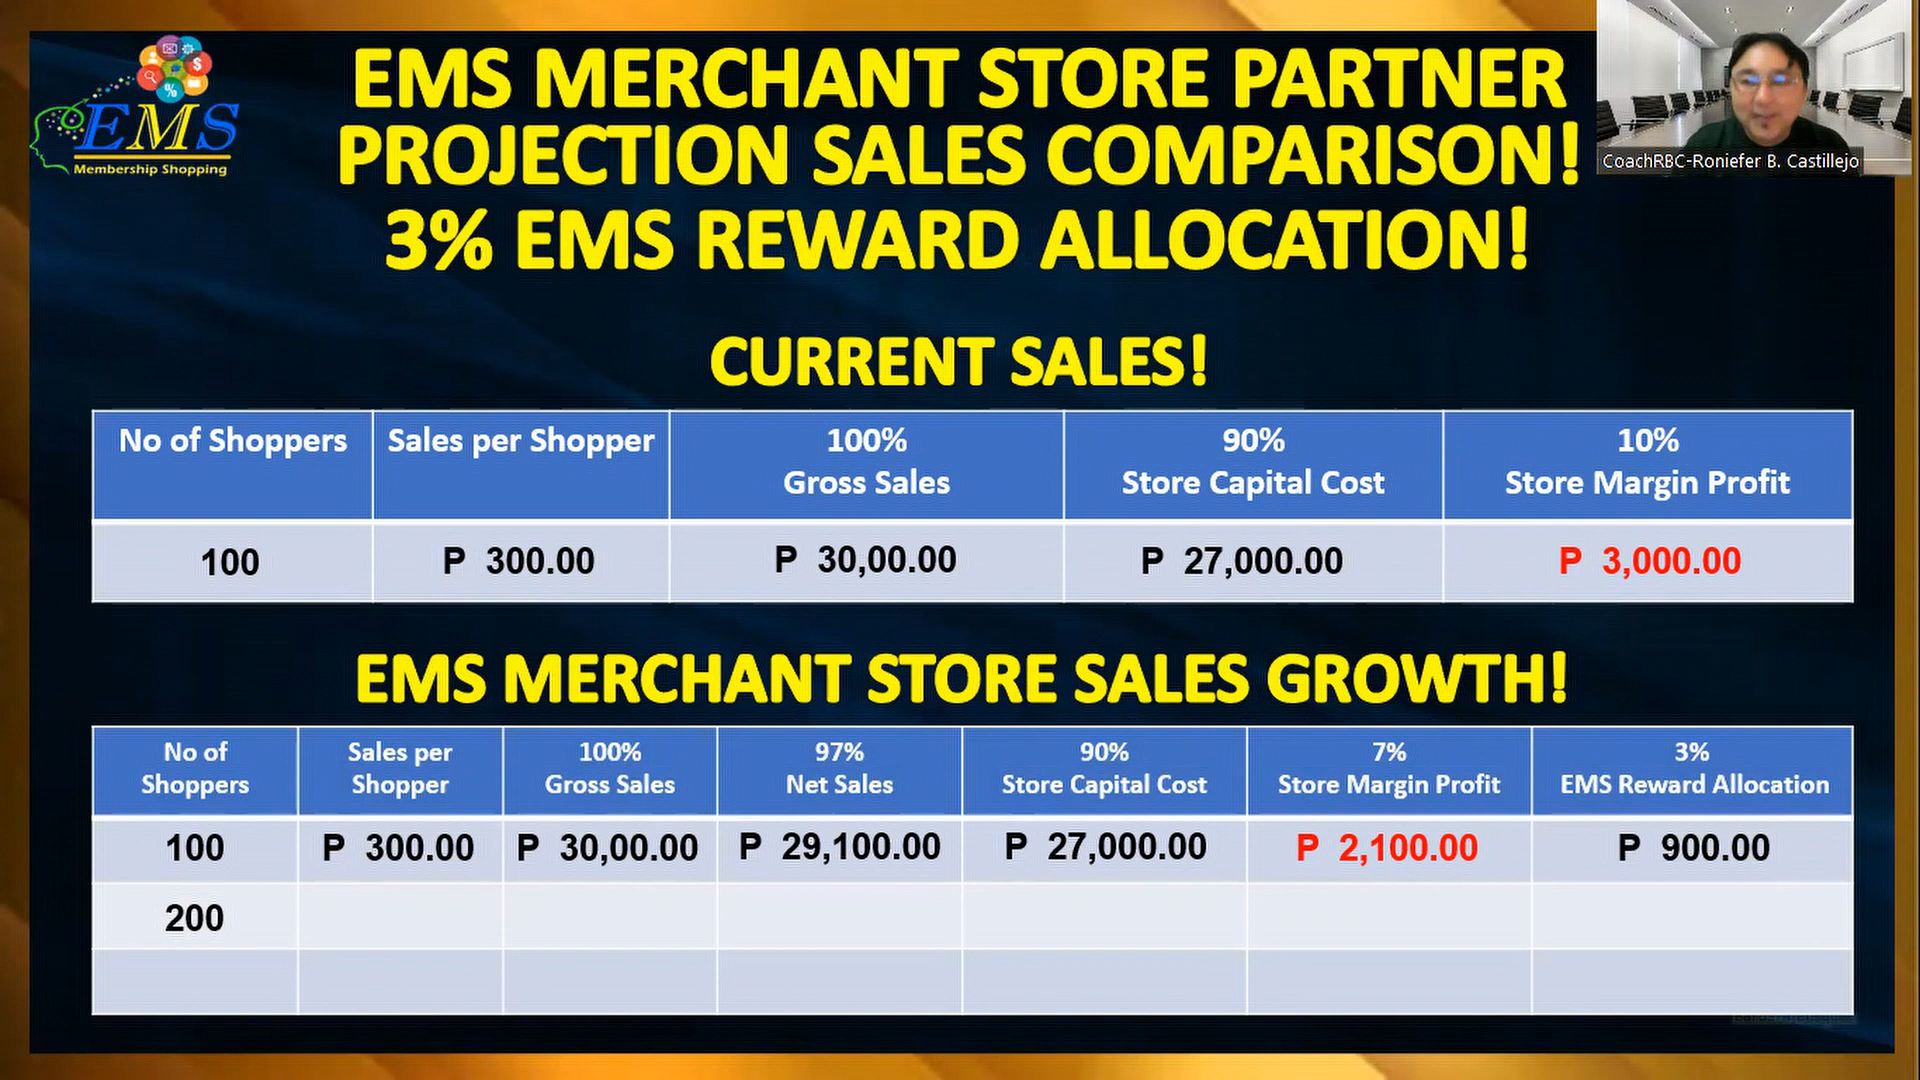 EMS
Membership Shopping
EMS MERCHANT STORE PARTNER
PROJECTION SALES COMPARISON!
3% EMS REWARD ALLOCATION!
CoachRBC-Roniefer B. Castillejo
CURRENT SALES!
No of Shoppers Sales per Shopper 100% Gross Sales 90% Store Capital Cost 10% Store Margin Profit
100 P 300.00 P 30,00.00 P 27,000.00 P 3,000.00
EMS MERCHANT STORE SALES GROWTH!
No of Shoppers Sales per Shopper 100% Gross Sales 97% Net Sales 90% Store Capital Cost 7% Store Margin Profit 3% EMS Reward Allocation
100 P 300.00 P 30,00.00 P 29,100.00 P 27,000.00 P 2,100.00 P 900.00
200